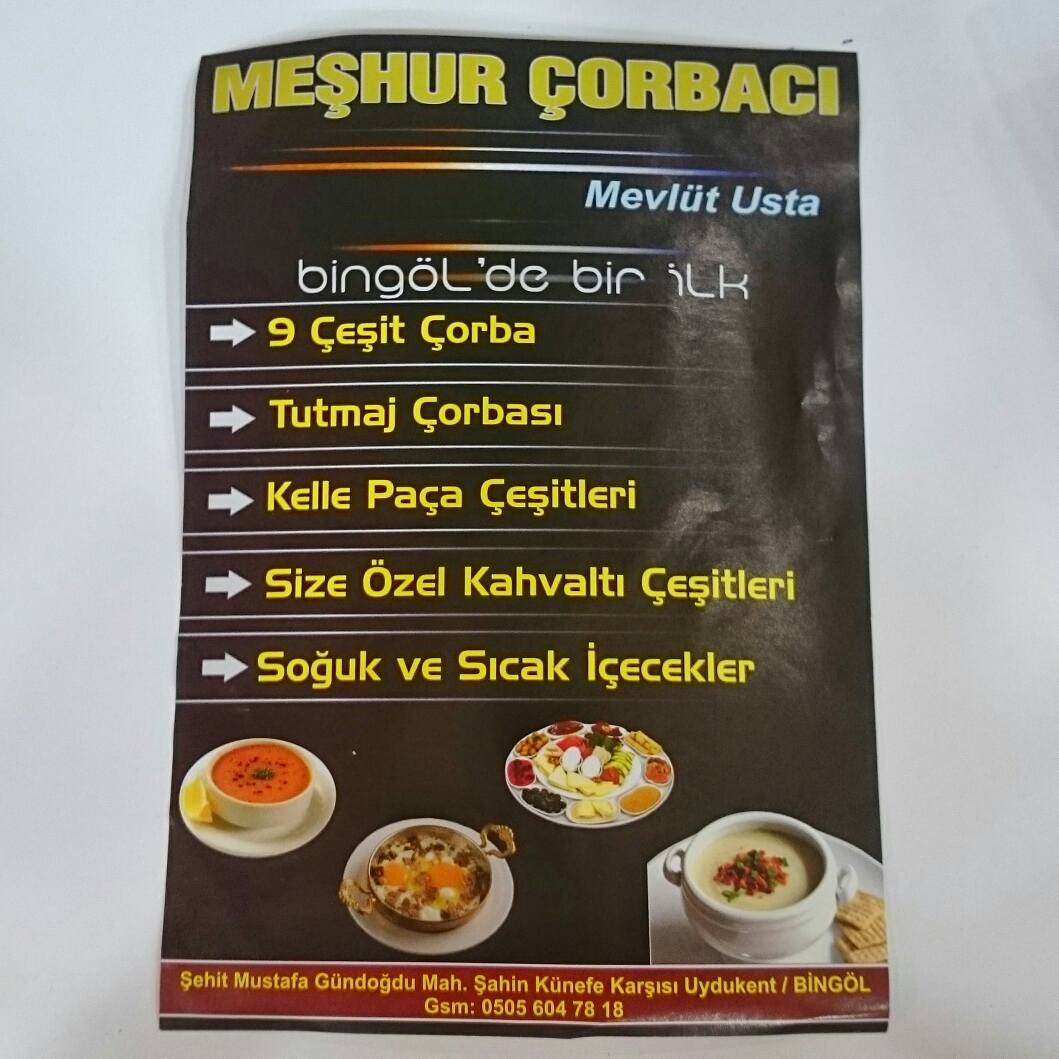 MEŞHUR ÇORBACI
Mevlüt Usta
bingöl'de bir ilk
9 Çeşit Çorba
Tutmaj Çorbası
Kelle Paça Çeşitleri
Size Özel Kahvaltı Çeşitleri
Soğuk ve Sıcak İçecekler
Şehit Mustafa Gündoğdu Mah. Şahin Künefe Karşısı Uydukent / BİNGÖL
Gsm: 0505 604 78 18